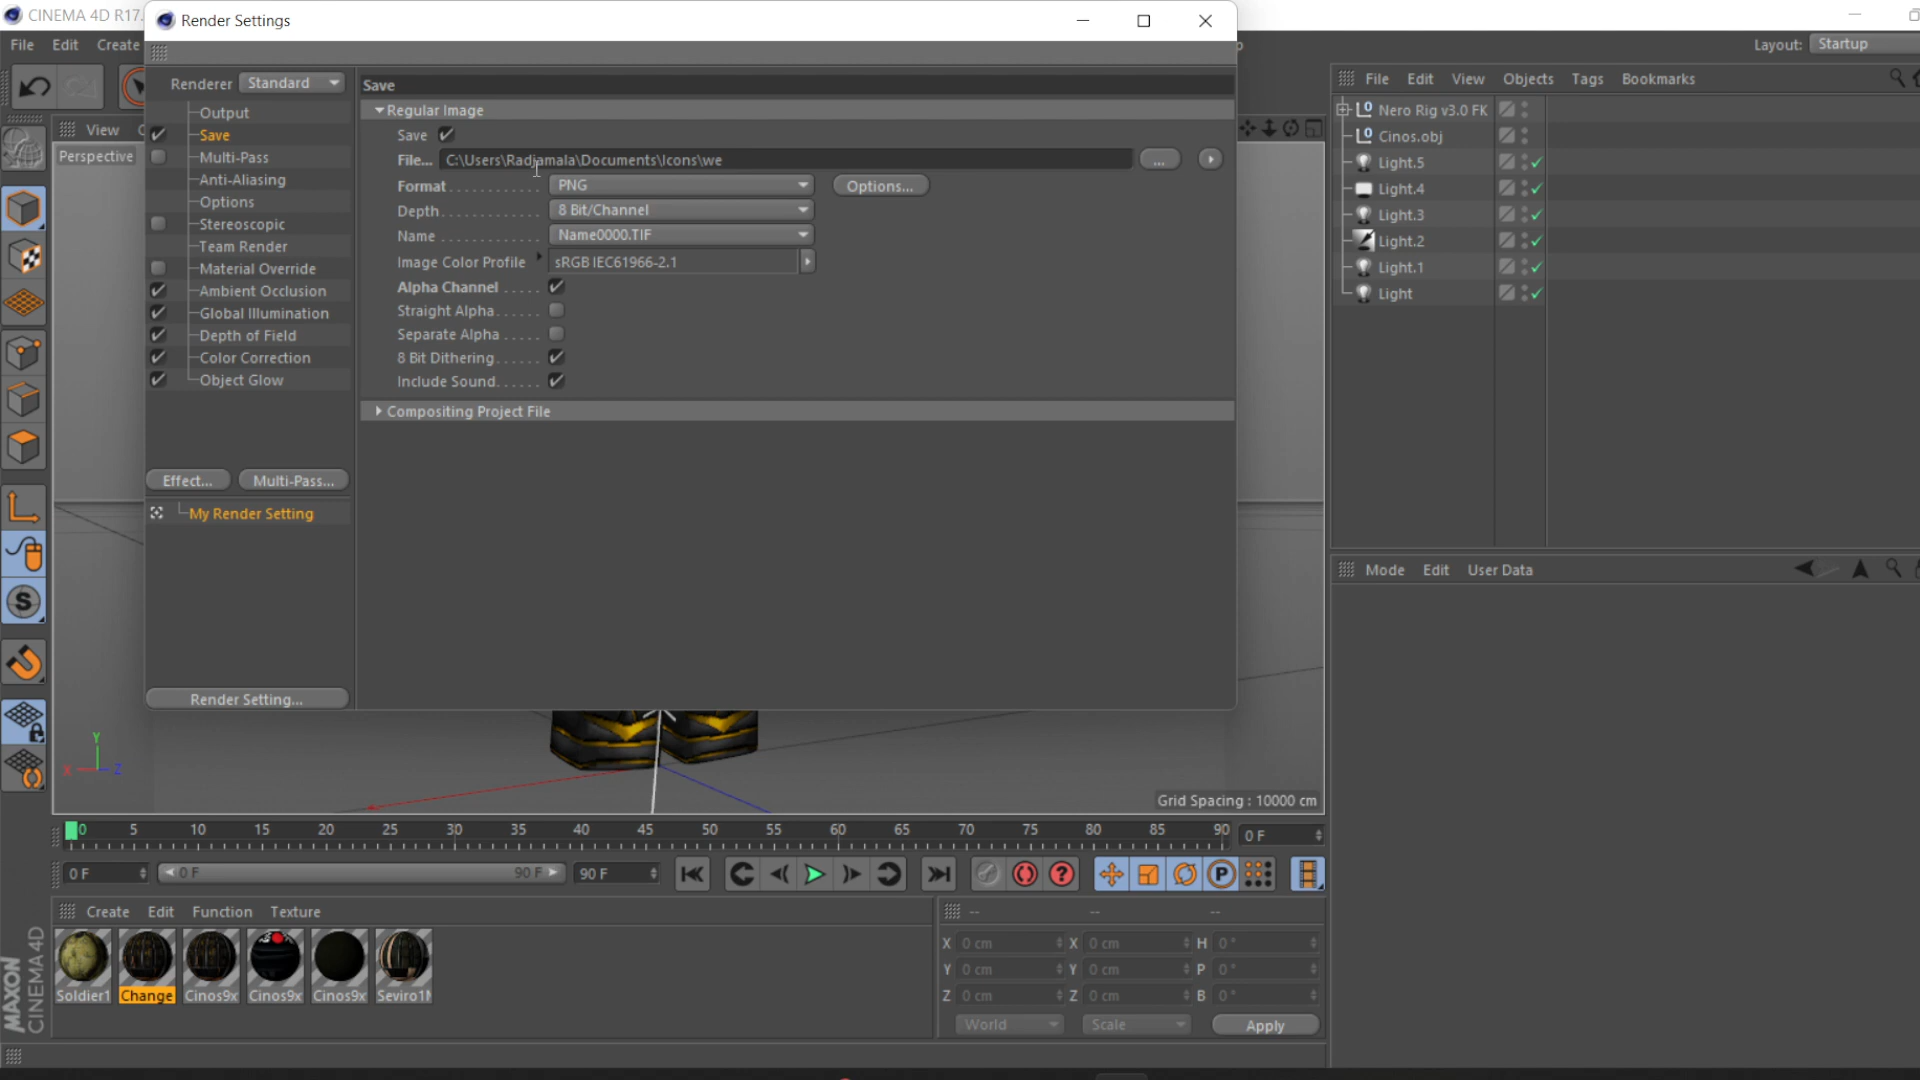 CINEMA 4D R17.
Render Settings
File Edit Create
Layout: Startup
Renderer Standard
Output
Save
Multi-Pass
Anti-Aliasing
Options
Stereoscopic
Team Render
Material Override
Ambient Occlusion
Global Illumination
Depth of Field
Color Correction
Object Glow
Effect... Multi-Pass...
My Render Setting
Render Setting...
Save
Regular Image
Save
File... C:\Users\Radjamala\Documents\Icons\we ...
Format PNG Options...
Depth 8 Bit/Channel
Name Name0000.TIF
Image Color Profile sRGB IEC61966-2.1
Alpha Channel
Straight Alpha
Separate Alpha
8 Bit Dithering
Include Sound
Compositing Project File
View
Perspective
File Edit View Objects Tags Bookmarks
Nero Rig v3.0 FK
Cinos.obj
Light.5
Light.4
Light.3
Light.2
Light.1
Light
Mode Edit User Data
Y
X Z
Grid Spacing : 10000 cm
0 5 10 15 20 25 30 35 40 45 50 55 60 65 70 75 80 85 90 0 F
0 F 0 F 90 F 90 F
Create Edit Function Texture
Soldier1 Change Cinos9x Cinos9x Cinos9x Seviro1
-- -- --
X 0 cm X 0 cm H 0 °
Y 0 cm Y 0 cm P 0 °
Z 0 cm Z 0 cm B 0 °
World Scale Apply
MAXON
CINEMA 4D